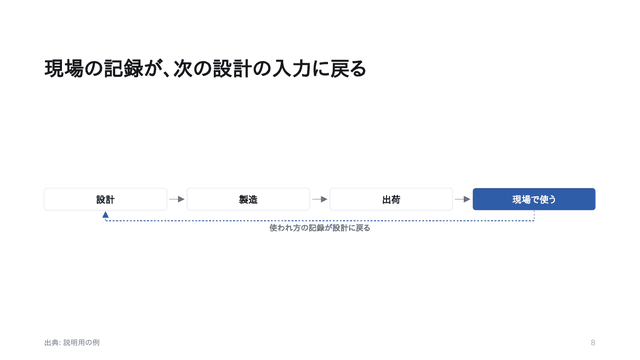 現場の記録が、次の設計の入力に戻る
設計
製造
出荷
現場で使う
使われ方の記録が設計に戻る
出典: 説明用の例
8